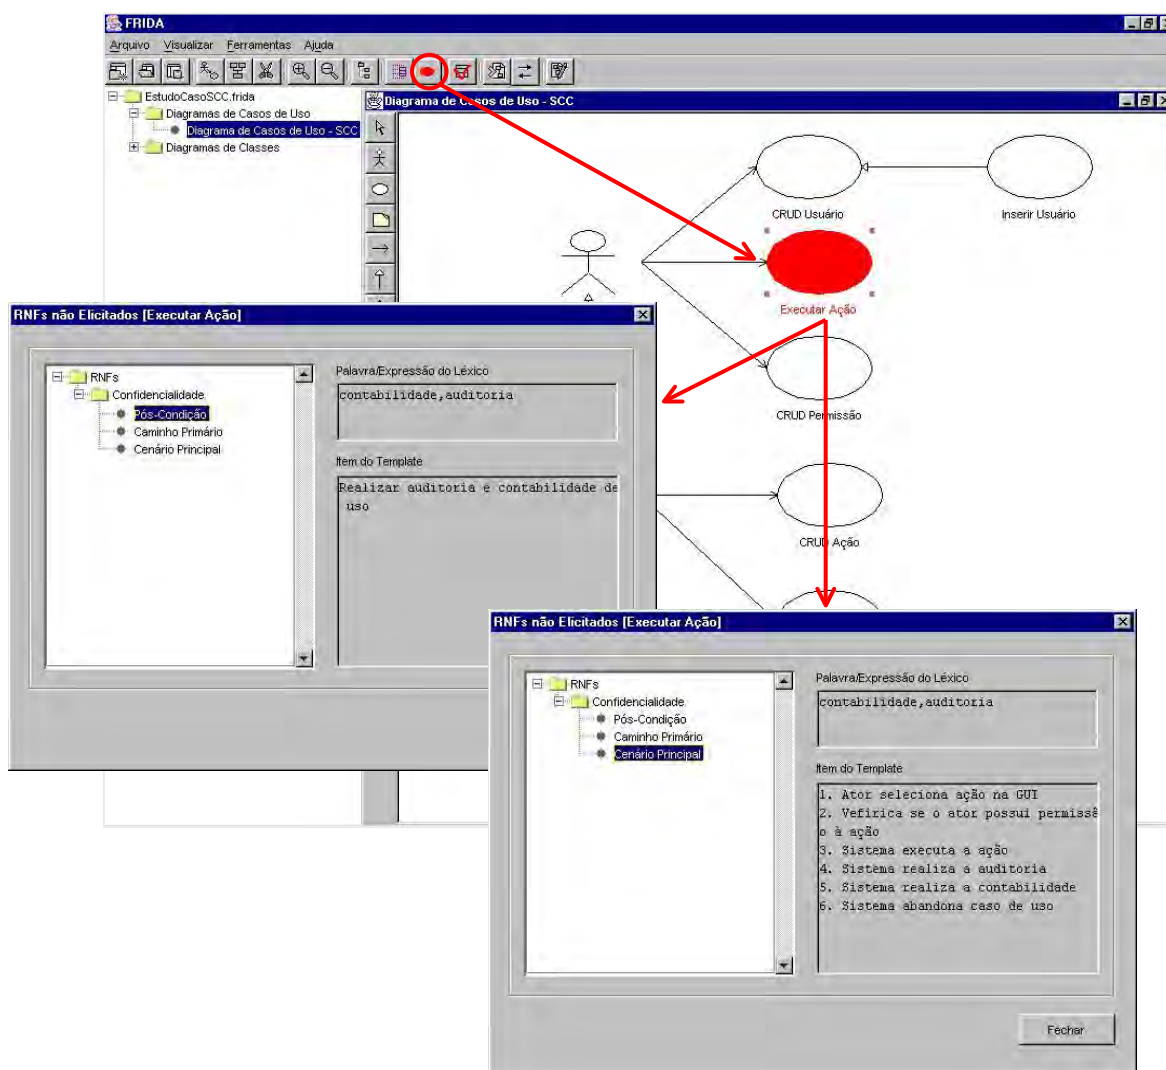 FRIDA
Arquivo Visualizar Ferramentas Ajuda
EstudoCasoSCC.frida
Diagramas de Casos de Uso
Diagrama de Casos de Uso - SCC
Diagramas de Classes
Diagrama de Casos de Uso - SCC
CRUD Usuário
Inserir Usuário
Executar Ação
CRUD Permissão
CRUD Ação
RNFs não Elicitados [Executar Ação]
RNFs
Confidencialidade
Pós-Condição
Caminho Primário
Cenário Principal
Palavra/Expressão do Léxico
contabilidade,auditoria
Item do Template
Realizar auditoria e contabilidade de
uso
RNFs não Elicitados [Executar Ação]
RNFs
Confidencialidade
Pós-Condição
Caminho Primário
Cenário Principal
Palavra/Expressão do Léxico
contabilidade,auditoria
Item do Template
1. Ator seleciona ação na GUI
2. Vefirica se o ator possui permissã
o à ação
3. Sistema executa a ação
4. Sistema realiza a auditoria
5. Sistema realiza a contabilidade
6. Sistema abandona caso de uso
Fechar